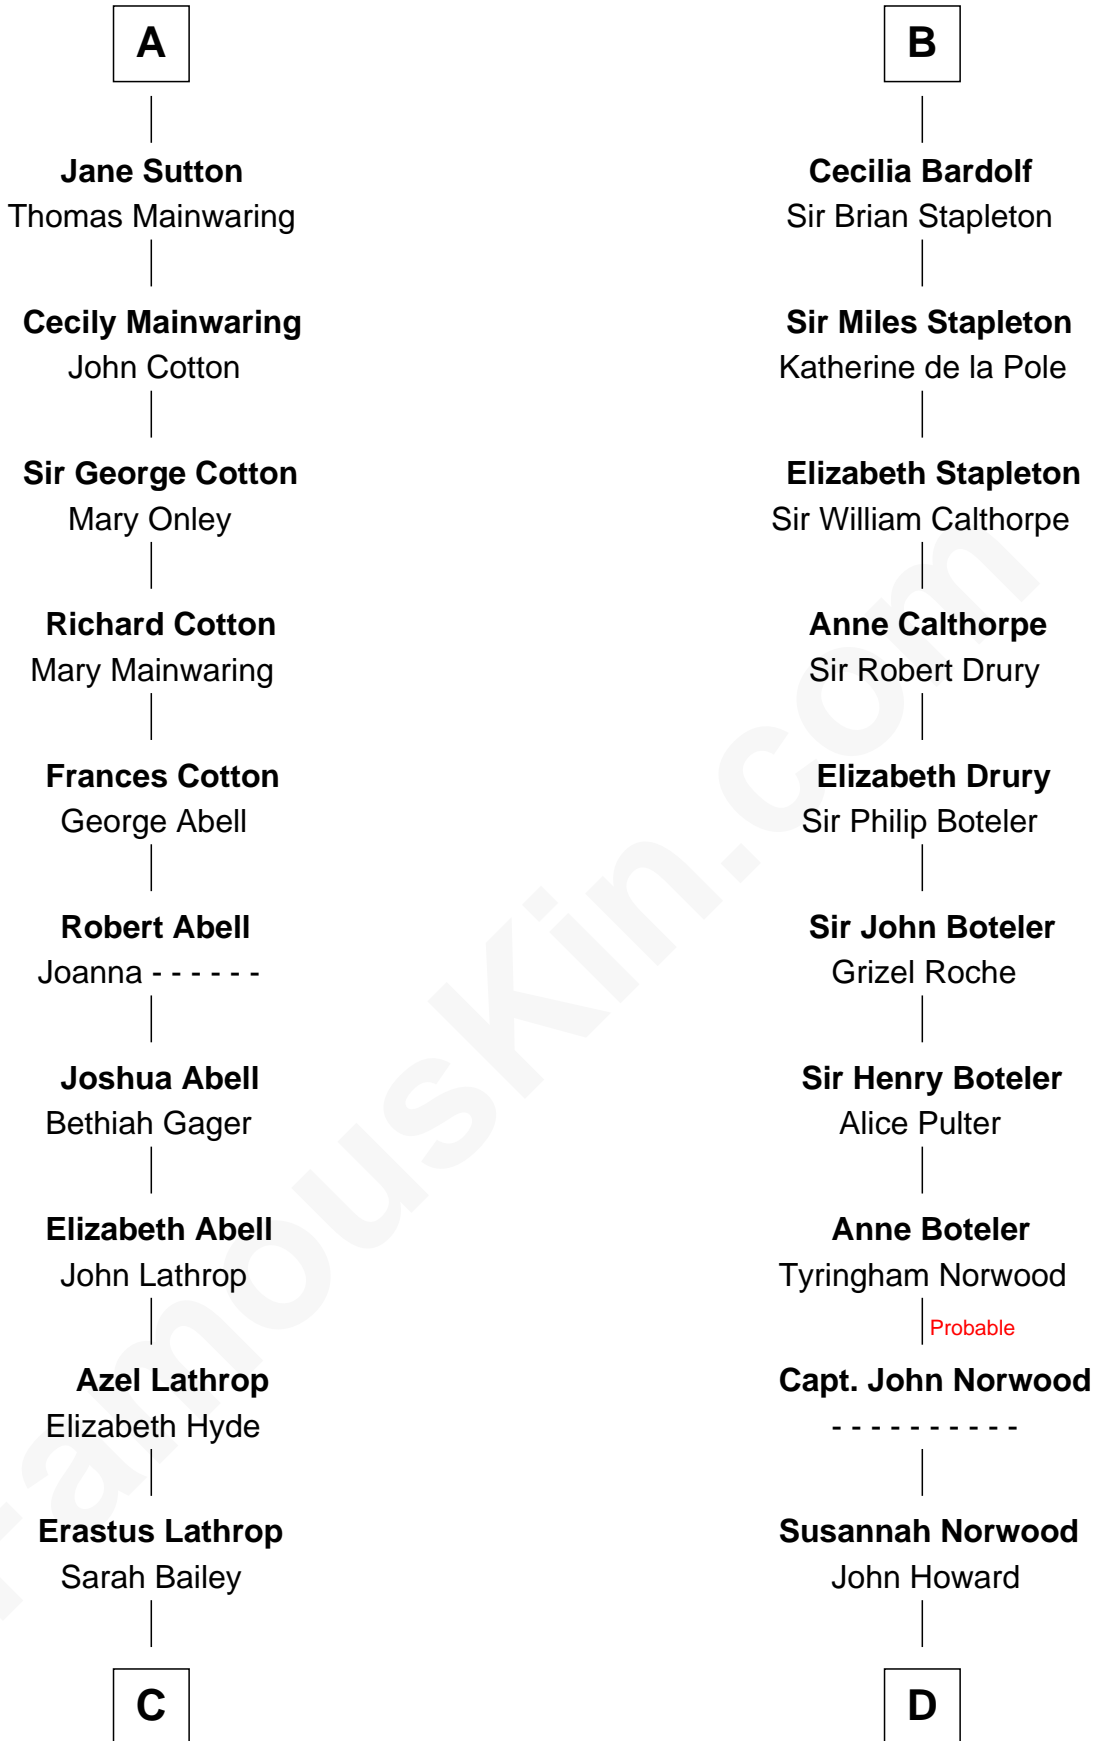 A
Jane Sutton
Thomas Mainwaring
Cecily Mainwaring
John Cotton
Sir George Cotton
Mary Onley
Richard Cotton
Mary Mainwaring
Frances Cotton
George Abell
Robert Abell
Joanna - - - - - -
Joshua Abell
Bethiah Gager
Elizabeth Abell
John Lathrop
Azel Lathrop
Elizabeth Hyde
Erastus Lathrop
Sarah Bailey
C
B
Cecilia Bardolf
Sir Brian Stapleton
Sir Miles Stapleton
Katherine de la Pole
Elizabeth Stapleton
Sir William Calthorpe
Anne Calthorpe
Sir Robert Drury
Elizabeth Drury
Sir Philip Boteler
Sir John Boteler
Grizel Roche
Sir Henry Boteler
Alice Pulter
Anne Boteler
Tyringham Norwood
Probable
Capt. John Norwood
- - - - - - - - - -
Susannah Norwood
John Howard
D
FamousKin.com